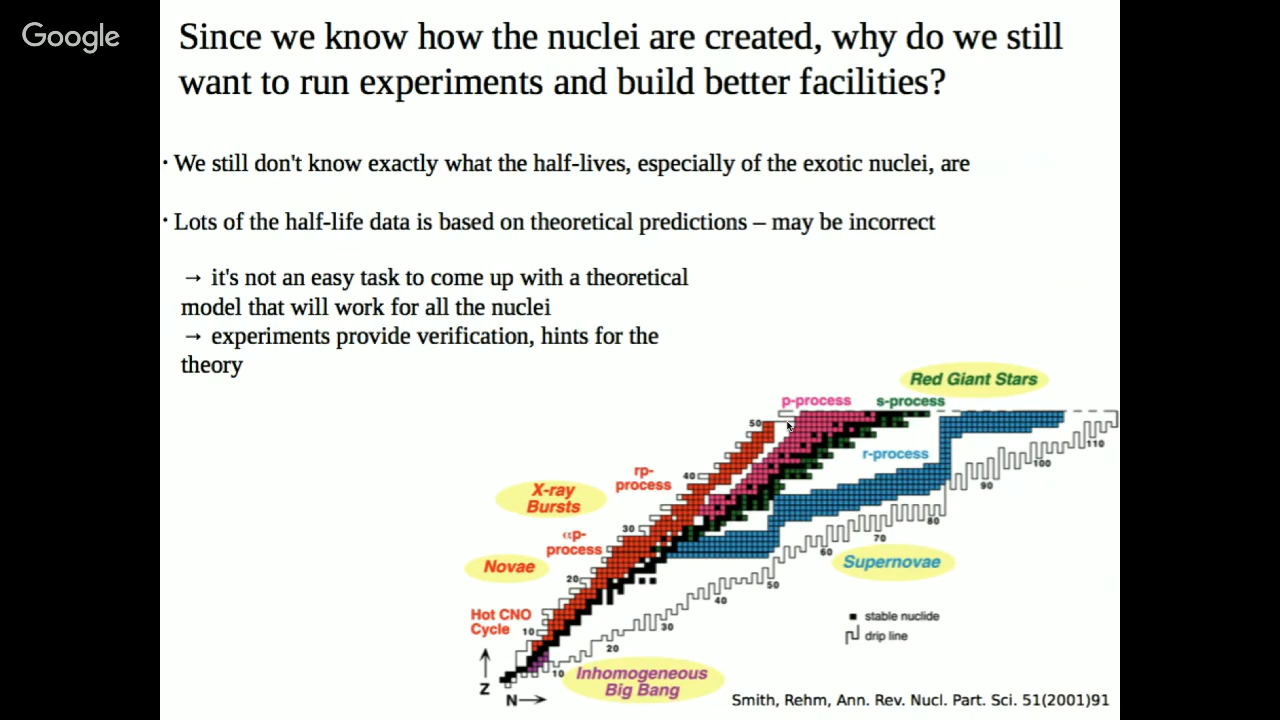 Google
Since we know how the nuclei are created, why do we still
want to run experiments and build better facilities?
· We still don't know exactly what the half-lives, especially of the exotic nuclei, are
· Lots of the half-life data is based on theoretical predictions – may be incorrect
→ it's not an easy task to come up with a theoretical
model that will work for all the nuclei
→ experiments provide verification, hints for the
theory
Red Giant Stars
p-process
s-process
50
110
r-process
100
rp-
process
40
90
X-ray
Bursts
30
80
αp-
process
70
60
Novae
Supernovae
20
50
40
Hot CNO
Cycle
stable nuclide
10
30
drip line
20
10
Inhomogeneous
Big Bang
Z
N
Smith, Rehm, Ann. Rev. Nucl. Part. Sci. 51(2001)91